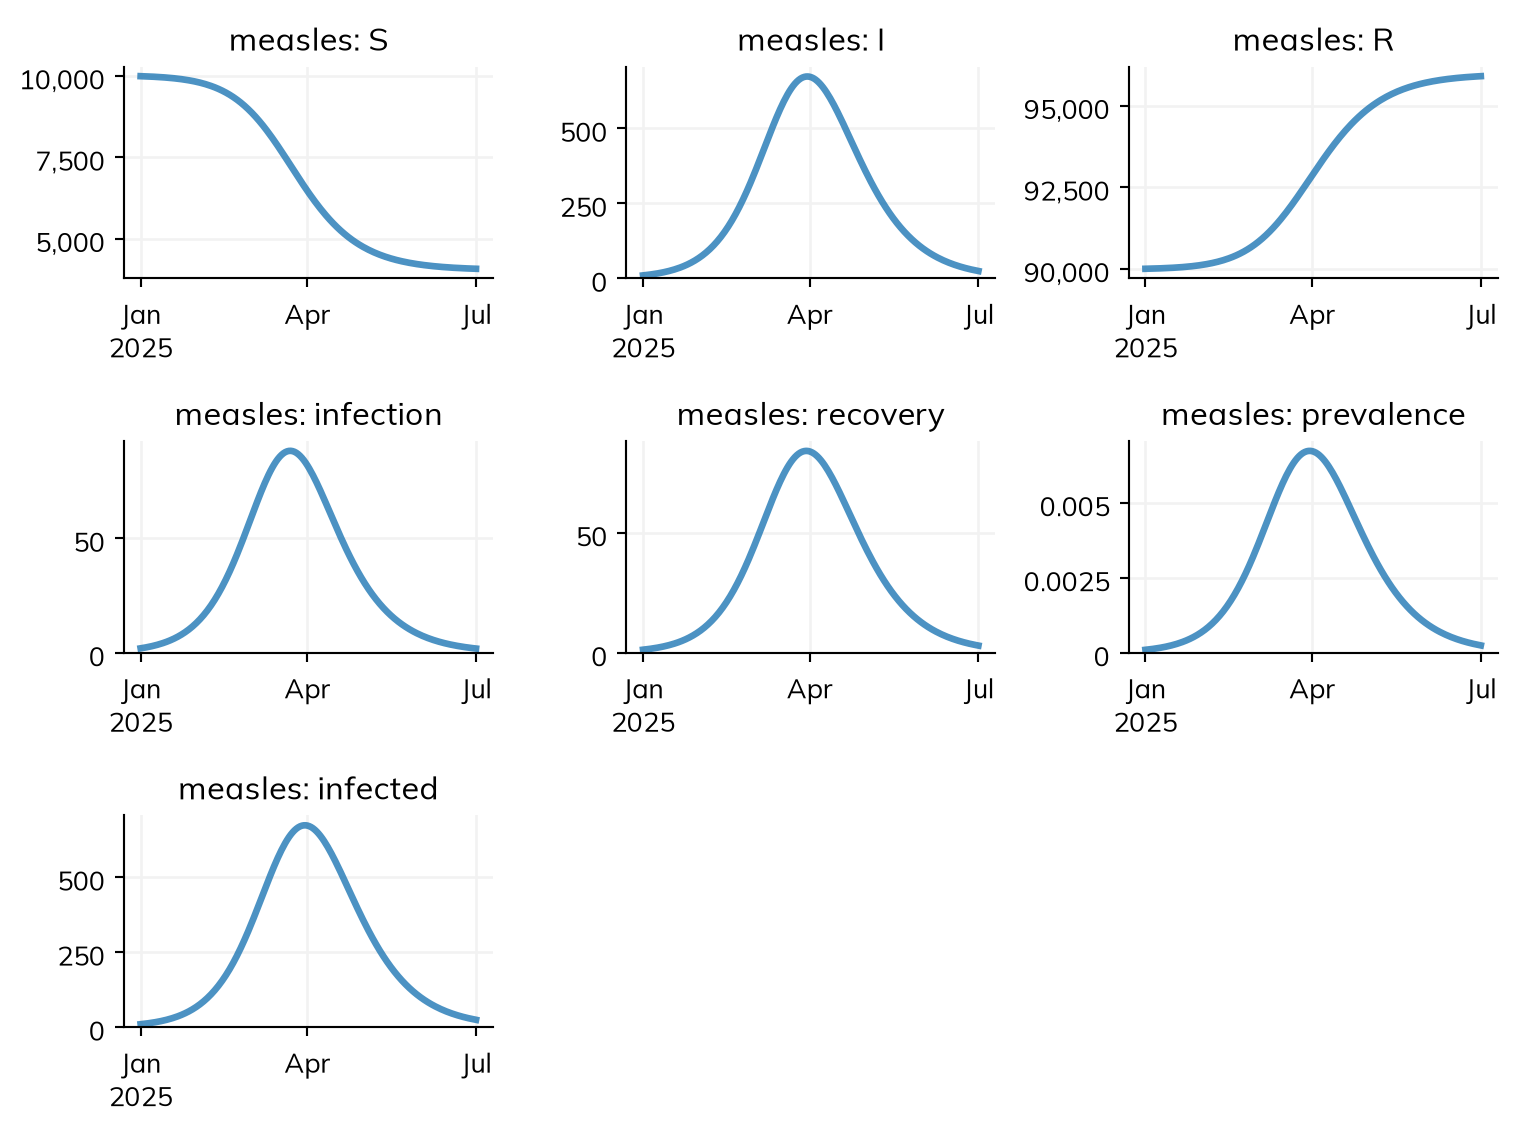 measles: S
10,000
7,500
5,000
Jan
2025
Apr
Jul
measles: I
500
250
0
Jan
2025
Apr
Jul
measles: R
95,000
92,500
90,000
Jan
2025
Apr
Jul
measles: infection
50
0
Jan
2025
Apr
Jul
measles: recovery
50
0
Jan
2025
Apr
Jul
measles: prevalence
0.005
0.0025
0
Jan
2025
Apr
Jul
measles: infected
500
250
0
Jan
2025
Apr
Jul